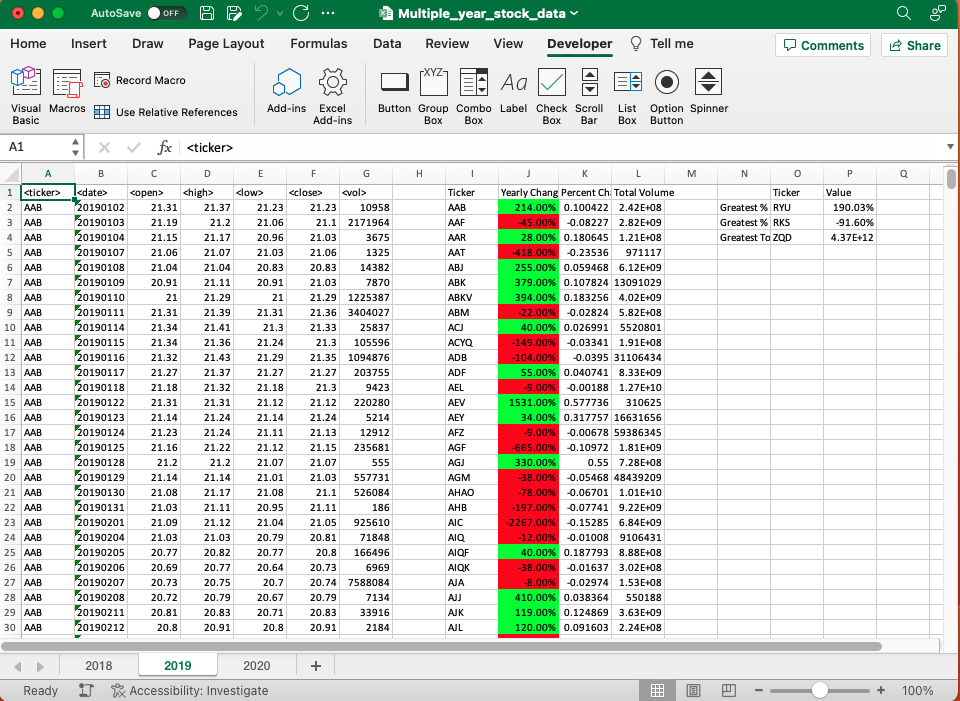 AutoSave OFF Multiple_year_stock_data
Home Insert Draw Page Layout Formulas Data Review View Developer Tell me Comments Share
Visual Basic
Macros
Record Macro
Use Relative References
Add-ins
Excel Add-ins
Button
Group Box
Combo Box
Label
Check Box
Scroll Bar
List Box
Option Button
Spinner
XYZ
Aa
A1 fx <ticker>
A B C D E F G H I J K L M N O P Q
1 <ticker> <date> <open> <high> <low> <close> <vol> Ticker Yearly Chang Percent Ch Total Volume Ticker Value
2 AAB 20190102 21.31 21.37 21.23 21.23 10958 AAB 214.00% 0.100422 2.42E+08 Greatest % RYU 190.03%
3 AAB 20190103 21.19 21.2 21.06 21.1 2171964 AAF -45.00% -0.08227 2.82E+09 Greatest % RKS -91.60%
4 AAB 20190104 21.15 21.17 20.96 21.03 3675 AAR 28.00% 0.180645 1.21E+08 Greatest To ZQD 4.37E+12
5 AAB 20190107 21.06 21.07 21.03 21.06 1325 AAT -418.00% -0.23536 971117
6 AAB 20190108 21.04 21.04 20.83 20.83 14382 ABJ 255.00% 0.059468 6.12E+09
7 AAB 20190109 20.91 21.11 20.91 21.03 7870 ABK 379.00% 0.107824 13091029
8 AAB 20190110 21 21.29 21 21.29 1225387 ABKV 394.00% 0.183256 4.02E+09
9 AAB 20190111 21.31 21.39 21.31 21.36 3404027 ABM -22.00% -0.02824 5.82E+08
10 AAB 20190114 21.34 21.41 21.3 21.33 25837 ACJ 40.00% 0.026991 5520801
11 AAB 20190115 21.34 21.36 21.24 21.3 105596 ACYQ -149.00% -0.03341 1.91E+08
12 AAB 20190116 21.32 21.43 21.29 21.35 1094876 ADB -104.00% -0.0395 31106434
13 AAB 20190117 21.27 21.37 21.27 21.27 203755 ADF 55.00% 0.040741 8.33E+09
14 AAB 20190118 21.18 21.32 21.18 21.3 9423 AEL -9.00% -0.00188 1.27E+10
15 AAB 20190122 21.31 21.31 21.12 21.12 220280 AEV 1531.00% 0.577736 310625
16 AAB 20190123 21.14 21.24 21.14 21.24 5214 AEY 34.00% 0.317757 16631656
17 AAB 20190124 21.23 21.24 21.11 21.13 12912 AFZ -9.00% -0.00678 59386345
18 AAB 20190125 21.16 21.22 21.12 21.15 235681 AGF -665.00% -0.10972 1.81E+09
19 AAB 20190128 21.2 21.2 21.07 21.07 555 AGJ 330.00% 0.55 7.28E+08
20 AAB 20190129 21.14 21.14 21.01 21.03 557731 AGM -38.00% -0.05468 48439209
21 AAB 20190130 21.08 21.17 21.08 21.1 526084 AHAO -78.00% -0.06701 1.01E+10
22 AAB 20190131 21.03 21.11 20.95 21.11 186 AHB -197.00% -0.07741 9.22E+09
23 AAB 20190201 21.09 21.12 21.04 21.05 925610 AIC -2267.00% -0.15285 6.84E+09
24 AAB 20190204 21.03 21.03 20.79 20.81 71848 AIQ -12.00% -0.01008 9106431
25 AAB 20190205 20.77 20.82 20.77 20.8 166496 AIQF 40.00% 0.187793 8.88E+08
26 AAB 20190206 20.69 20.77 20.64 20.73 6969 AIQK -38.00% -0.01637 3.02E+08
27 AAB 20190207 20.73 20.75 20.7 20.74 7588084 AJA -8.00% -0.02974 1.53E+08
28 AAB 20190208 20.72 20.79 20.67 20.79 7134 AJJ 410.00% 0.038364 550188
29 AAB 20190211 20.81 20.83 20.71 20.83 33916 AJK 119.00% 0.124869 3.63E+09
30 AAB 20190212 20.8 20.91 20.8 20.91 2184 AJL 120.00% 0.091603 2.24E+08
2018 2019 2020 +
Ready Accessibility: Investigate 100%